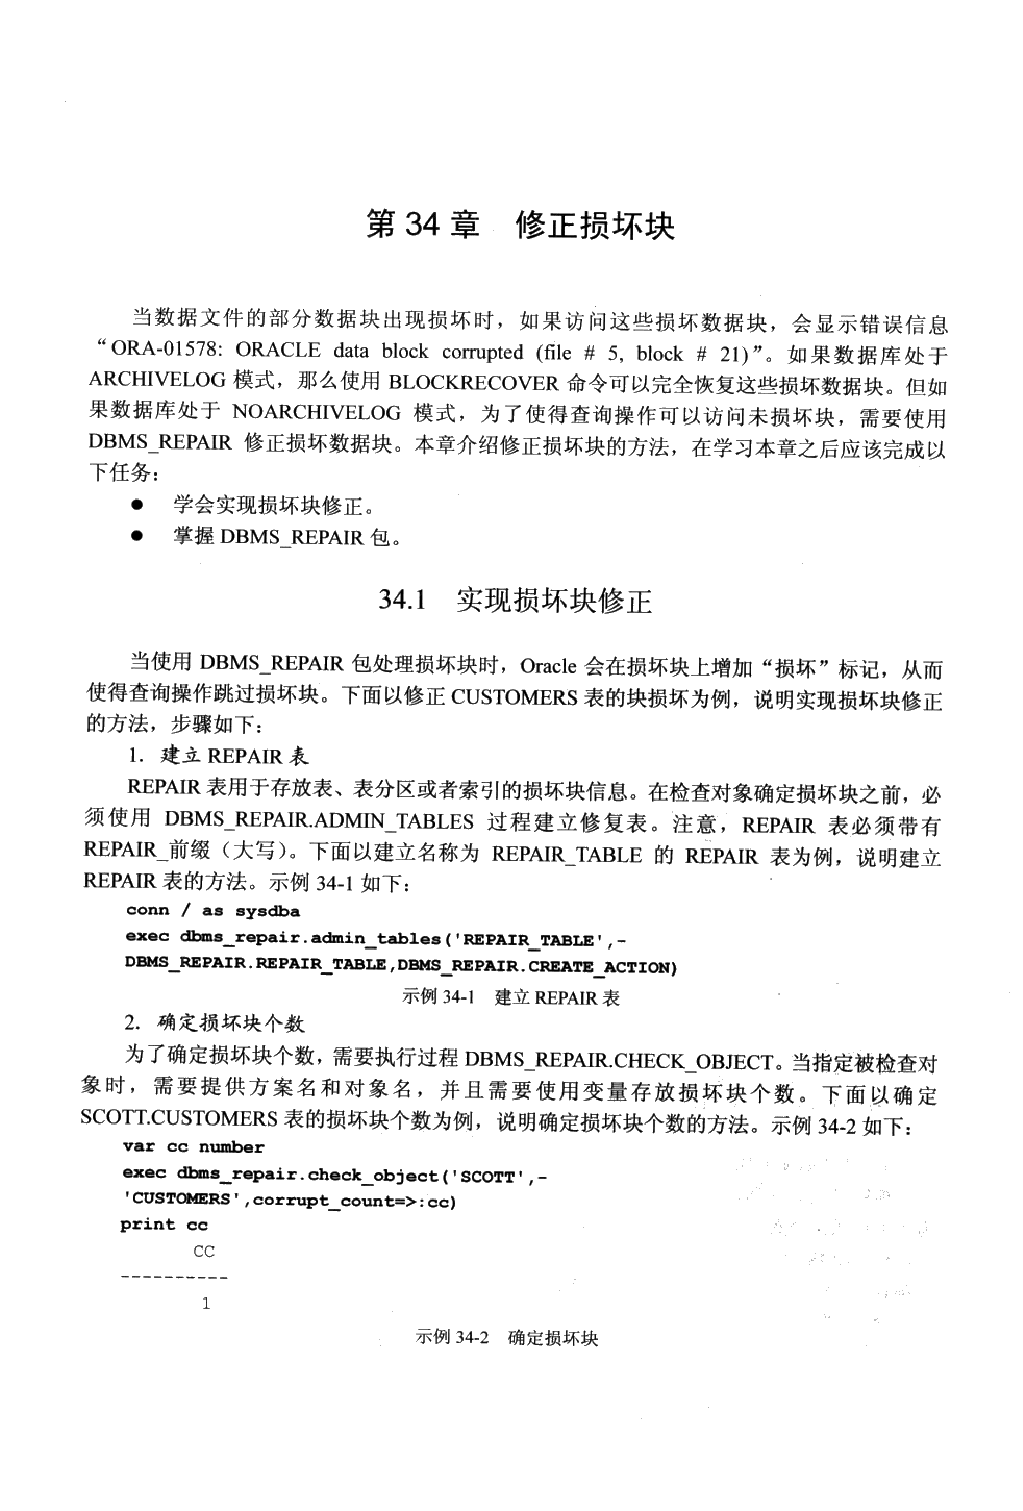 第 34 章　修正损坏块
当数据文件的部分数据块出现损坏时，如果访问这些损坏数据块，会显示错误信息
“ORA-01578: ORACLE data block corrupted (file # 5, block # 21)”。如果数据库处于
ARCHIVELOG 模式，那么使用 BLOCKRECOVER 命令可以完全恢复这些损坏数据块。但如
果数据库处于 NOARCHIVELOG 模式，为了使得查询操作可以访问未损坏块，需要使用
DBMS_REPAIR 修正损坏数据块。本章介绍修正损坏块的方法，在学习本章之后应该完成以
下任务：
● 学会实现损坏块修正。
● 掌握 DBMS_REPAIR 包。
34.1　实现损坏块修正
当使用 DBMS_REPAIR 包处理损坏块时，Oracle 会在损坏块上增加“损坏”标记，从而
使得查询操作跳过损坏块。下面以修正 CUSTOMERS 表的块损坏为例，说明实现损坏块修正
的方法，步骤如下：
1．建立 REPAIR 表
REPAIR 表用于存放表、表分区或者索引的损坏块信息。在检查对象确定损坏块之前，必
须使用 DBMS_REPAIR.ADMIN_TABLES 过程建立修复表。注意，REPAIR 表必须带有
REPAIR_前缀（大写）。下面以建立名称为 REPAIR_TABLE 的 REPAIR 表为例，说明建立
REPAIR 表的方法。示例 34-1 如下：
conn / as sysdba
exec dbms_repair.admin_tables('REPAIR_TABLE',-
DBMS_REPAIR.REPAIR_TABLE,DBMS_REPAIR.CREATE_ACTION)
示例 34-1　建立 REPAIR 表
2．确定损坏块个数
为了确定损坏块个数，需要执行过程 DBMS_REPAIR.CHECK_OBJECT。当指定被检查对
象时，需要提供方案名和对象名，并且需要使用变量存放损坏块个数。下面以确定
SCOTT.CUSTOMERS 表的损坏块个数为例，说明确定损坏块个数的方法。示例 34-2 如下：
var cc number
exec dbms_repair.check_object('SCOTT',-
'CUSTOMERS',corrupt_count=>:cc)
print cc
CC
----------
1
示例 34-2　确定损坏块